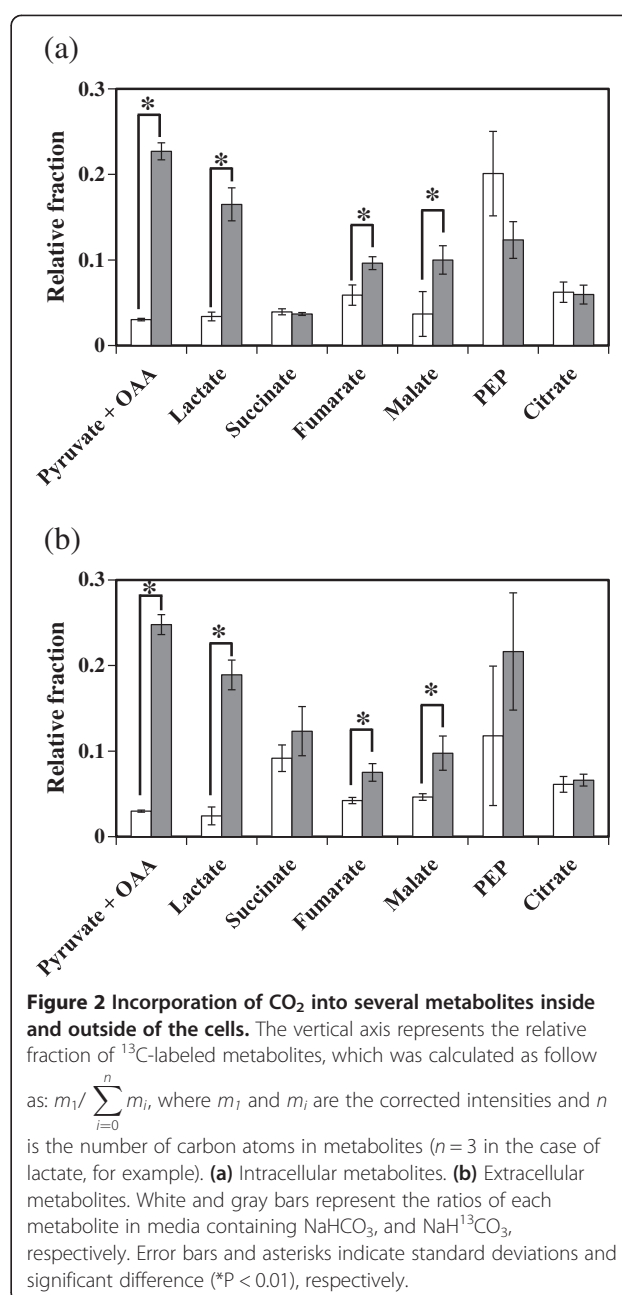 (a)
0.3
*
*
0.2
*
*
0.1
0
Relative fraction
Pyruvate + OAA
Lactate
Succinate
Fumarate
Malate
PEP
Citrate
(b)
0.3
*
*
0.2
*
*
0.1
0
Relative fraction
Pyruvate + OAA
Lactate
Succinate
Fumarate
Malate
PEP
Citrate
Figure 2 Incorporation of CO₂ into several metabolites inside
and outside of the cells. The vertical axis represents the relative
fraction of ¹³C-labeled metabolites, which was calculated as follow
as: m₁/ ∑ⁿᵢ₌₀ mᵢ, where m₁ and mᵢ are the corrected intensities and n
is the number of carbon atoms in metabolites (n = 3 in the case of
lactate, for example). (a) Intracellular metabolites. (b) Extracellular
metabolites. White and gray bars represent the ratios of each
metabolite in media containing NaHCO₃, and NaH¹³CO₃,
respectively. Error bars and asterisks indicate standard deviations and
significant difference (*P < 0.01), respectively.